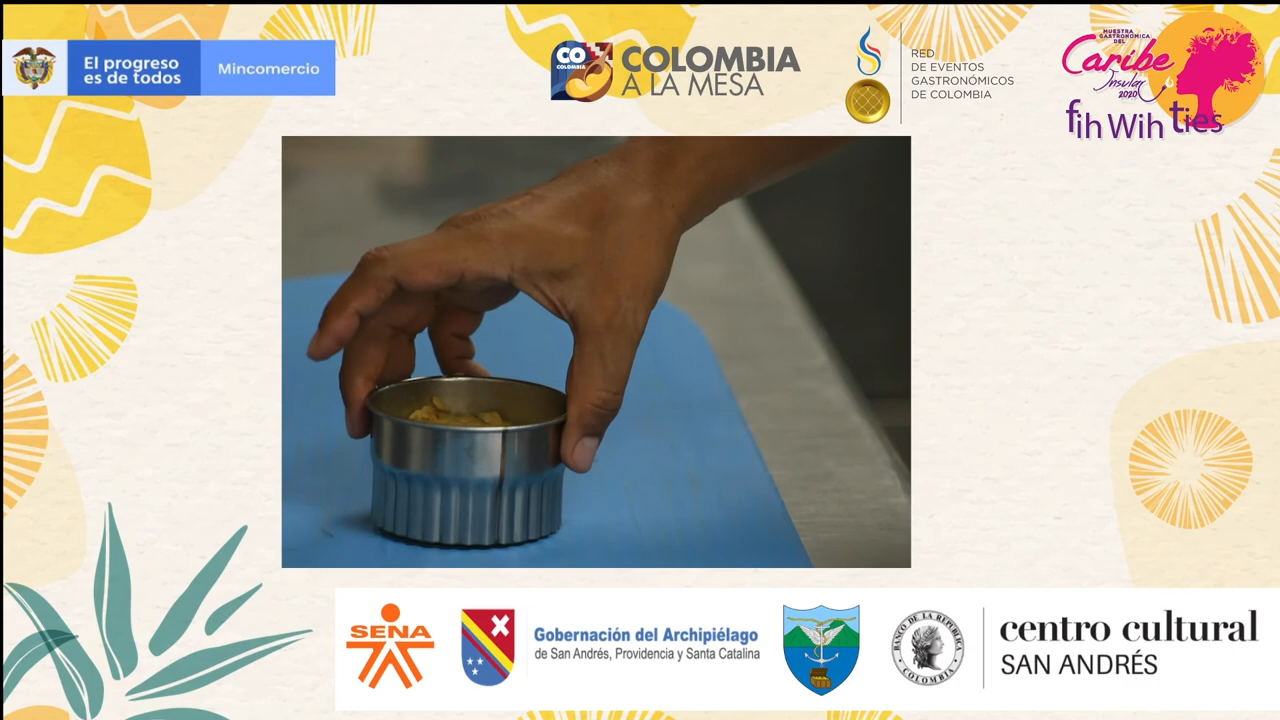 El progreso
es de todos
Mincomercio
CO
COLOMBIA
COLOMBIA
A LA MESA
RED
DE EVENTOS
GASTRONÓMICOS
DE COLOMBIA
MUESTRA
GASTRONÓMICA
DEL
Caribe
Insular
2020
fih Wih ties
SENA
Gobernación del Archipiélago
de San Andrés, Providencia y Santa Catalina
BANCO DE LA REPÚBLICA
COLOMBIA
centro cultural
SAN ANDRÉS